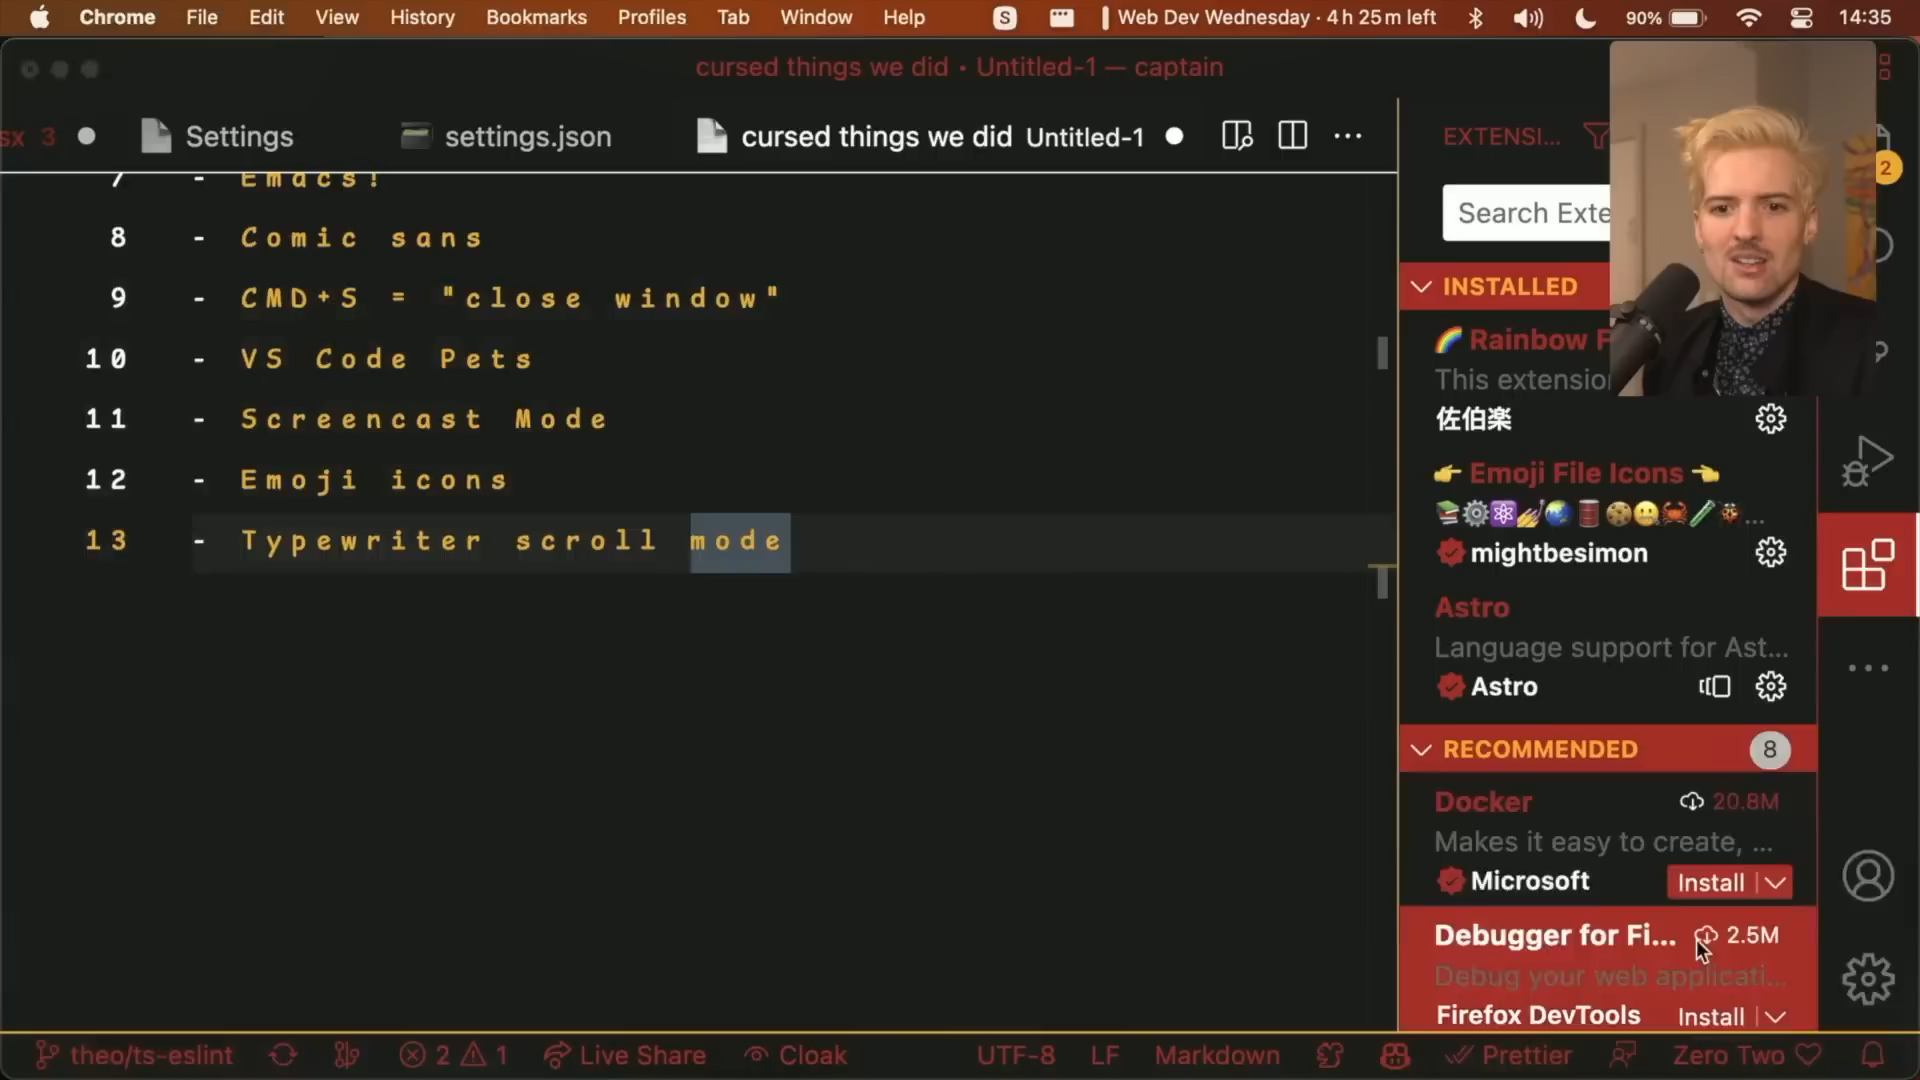 Chrome File Edit View History Bookmarks Profiles Tab Window Help S Web Dev Wednesday · 4 h 25 m left 90% 14:35
cursed things we did • Untitled-1 — captain
sx 3 Settings settings.json cursed things we did Untitled-1
7 - Emacs!
8 - Comic sans
9 - CMD+S = "close window"
10 - VS Code Pets
11 - Screencast Mode
12 - Emoji icons
13 - Typewriter scroll mode
EXTENSI...
2
Search Exte
INSTALLED
Rainbow F
This extensio
佐伯楽
👉 Emoji File Icons 👈
📚⚙️⚛️💅🌏🛢️🍪😬🦀🧪🐞...
mightbesimon
Astro
Language support for Ast...
Astro
RECOMMENDED 8
Docker 20.8M
Makes it easy to create, ...
Microsoft Install
Debugger for Fi... 2.5M
Debug your web applicati...
Firefox DevTools Install
theo/ts-eslint 2 1 Live Share Cloak UTF-8 LF Markdown Prettier Zero Two ♡